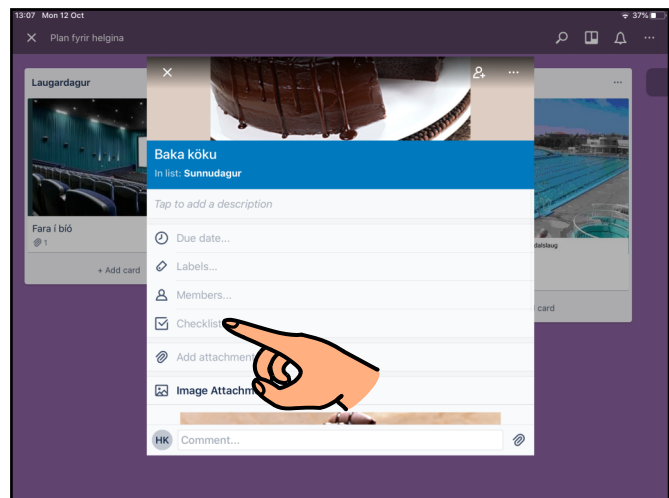 13:07 Mon 12 Oct
37%
Plan fyrir helgina
Laugardagur
Baka köku
In list: Sunnudagur
Tap to add a description
Fara í bíó
1
Due date...
Labels...
+ Add card
Members...
card
Checklist
Add attachment
Image Attachm
HK Comment...